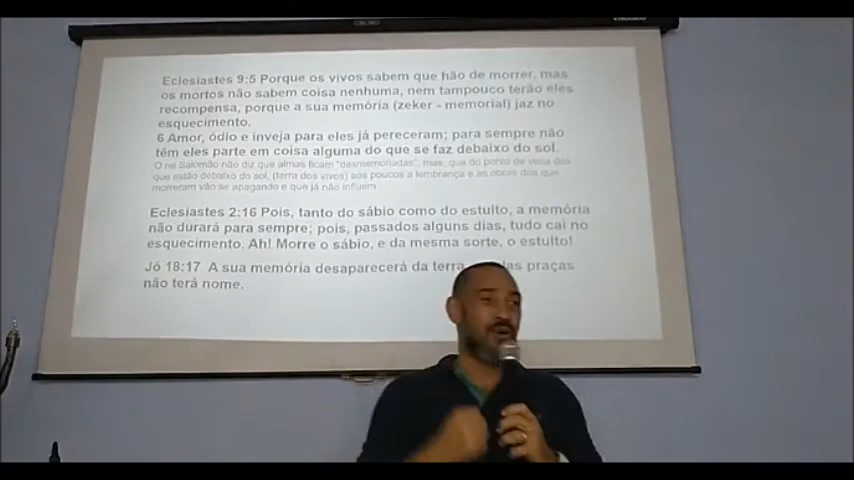 Eclesiastes 9:5 Porque os vivos sabem que hão de morrer, mas
os mortos não sabem coisa nenhuma, nem tampouco terão eles
recompensa, porque a sua memória (zeker - memorial) jaz no
esquecimento.
6 Amor, ódio e inveja para eles já pereceram; para sempre não
têm eles parte em coisa alguma do que se faz debaixo do sol.
O rei Salomão não diz que almas ficam "desmemoriadas", mas, que do ponto de vista dos
que estão debaixo do sol, (terra dos vivos) aos poucos a lembrança e as obras dos que
morreram vão se apagando e que já não influem.
Eclesiastes 2:16 Pois, tanto do sábio como do estulto, a memória
não durará para sempre; pois, passados alguns dias, tudo cai no
esquecimento. Ah! Morre o sábio, e da mesma sorte, o estulto!
Jó 18:17 A sua memória desaparecerá da terra praças
não terá nome.